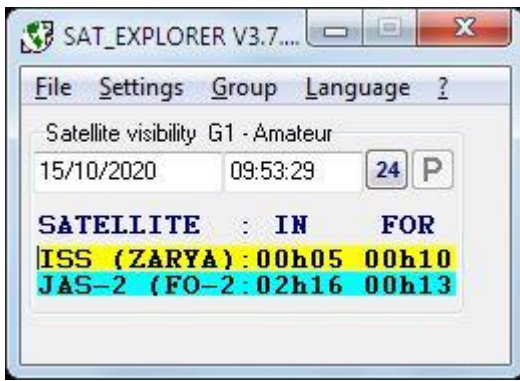 SAT_EXPLORER V3.7....
File Settings Group Language ?
Satellite visibility G1 - Amateur
15/10/2020 09:53:29 24 P
SATELLITE : IN FOR
ISS (ZARYA):00h05 00h10
JAS-2 (FO-2:02h16 00h13